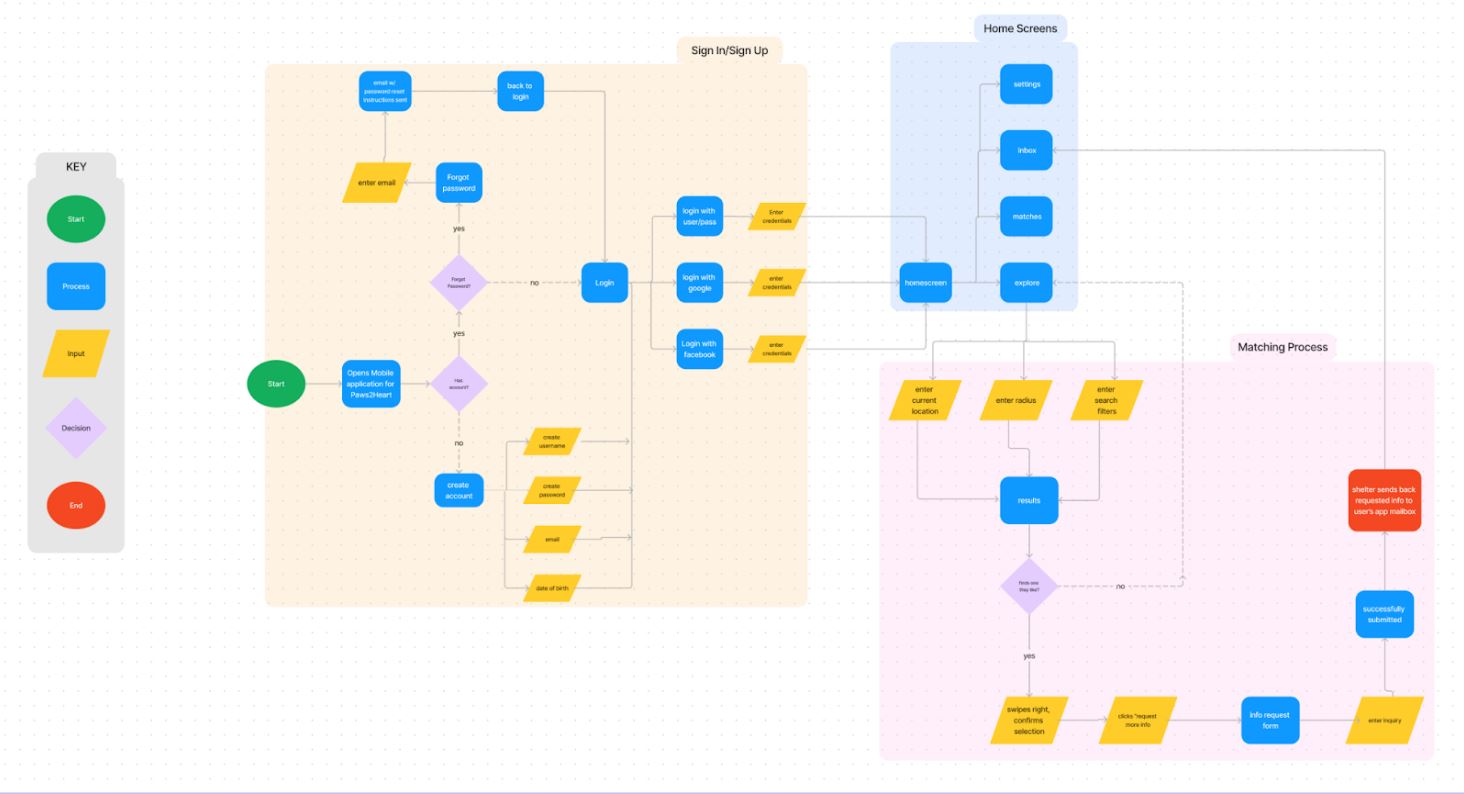 KEY
Start
Process
Input
Decision
End
Sign In/Sign Up
email w/
password reset
instructions sent
back to
login
enter email
Forgot
password
yes
Forgot
Password?
no
Login
yes
Start
Opens Mobile
application for
Paws2Heart
Has
account?
no
create
account
create
username
create
password
email
date of birth
login with
user/pass
Enter
credentials
login with
google
enter
credentials
Login with
facebook
enter
credentials
Home Screens
settings
inbox
matches
homescreen
explore
Matching Process
enter
current
location
enter radius
enter
search
filters
results
finds one
they like?
no
yes
swipes right,
confirms
selection
clicks "request
more info
info request
form
enter inquiry
successfully
submitted
shelter sends back
requested info to
user's app mailbox